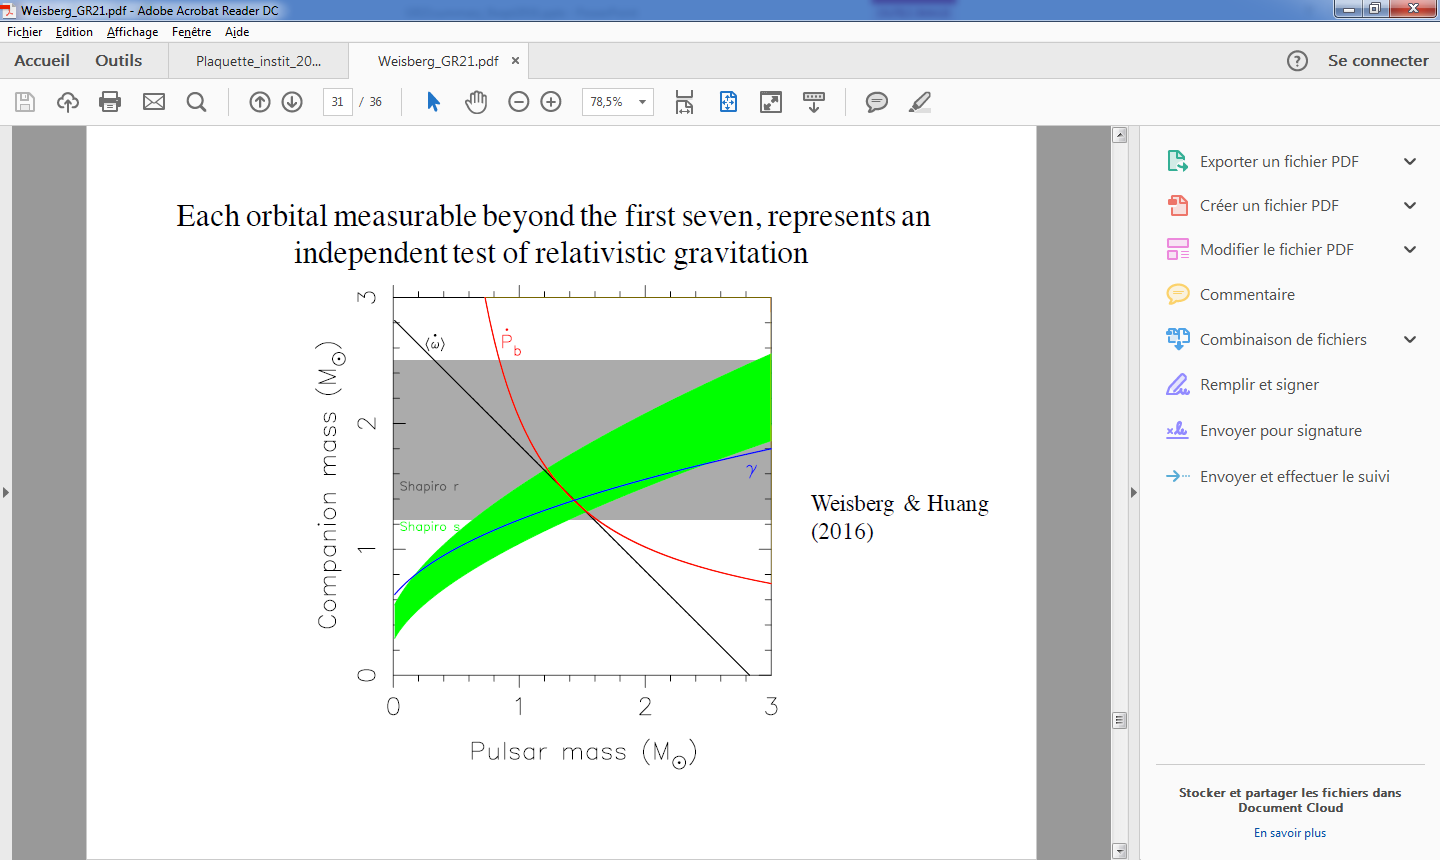 Weisberg_GR21.pdf - Adobe Acrobat Reader DC
Fichier Edition Affichage Fenêtre Aide
Accueil Outils Plaquette_instit_20... Weisberg_GR21.pdf × ? Se connecter
31 / 36 78,5%
Each orbital measurable beyond the first seven, represents an
independent test of relativistic gravitation
3
2
1
0
Companion mass (M⊙)
⟨ω̇⟩
Ṗb
Shapiro r
Shapiro s
γ
0 1 2 3
Pulsar mass (M⊙)
Weisberg & Huang
(2016)
Exporter un fichier PDF
Créer un fichier PDF
Modifier le fichier PDF
Commentaire
Combinaison de fichiers
Remplir et signer
Envoyer pour signature
Envoyer et effectuer le suivi
Stocker et partager les fichiers dans
Document Cloud
En savoir plus